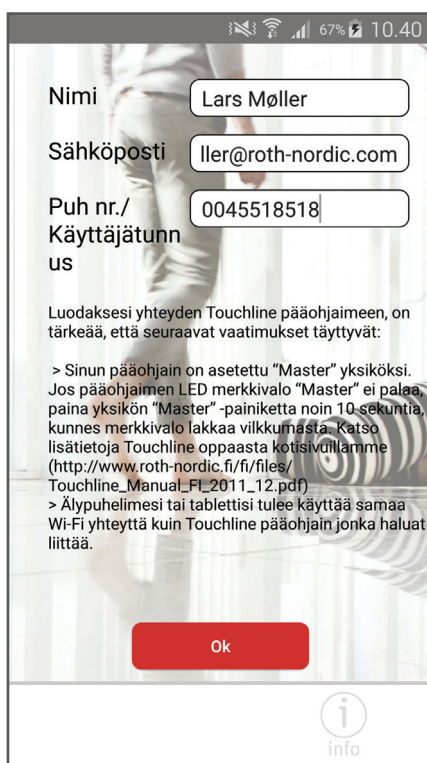 67% 10.40
Nimi
Lars Møller
Sähköposti
ller@roth-nordic.com
Puh nr./
Käyttäjätunn
us
0045518518
Luodaksesi yhteyden Touchline pääohjaimeen, on
tärkeää, että seuraavat vaatimukset täyttyvät:
> Sinun pääohjain on asetettu “Master” yksiköksi.
Jos pääohjaimen LED merkkivalo “Master” ei palaa,
paina yksikön “Master” -painiketta noin 10 sekuntia,
kunnes merkkivalo lakkaa vilkkumasta. Katso
lisätietoja Touchline oppaasta kotisivuillamme
(http://www.roth-nordic.fi/fi/files/
Touchline_Manual_FI_2011_12.pdf)
> Älypuhelimesi tai tablettisi tulee käyttää samaa
Wi-Fi yhteyttä kuin Touchline pääohjain jonka haluat
liittää.
Ok
info